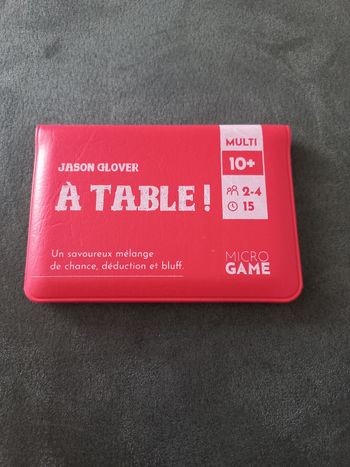 MULTI
10+
2-4
15
JASON GLOVER
À TABLE !
Un savoureux mélange
de chance, déduction et bluff.
MICRO
GAME